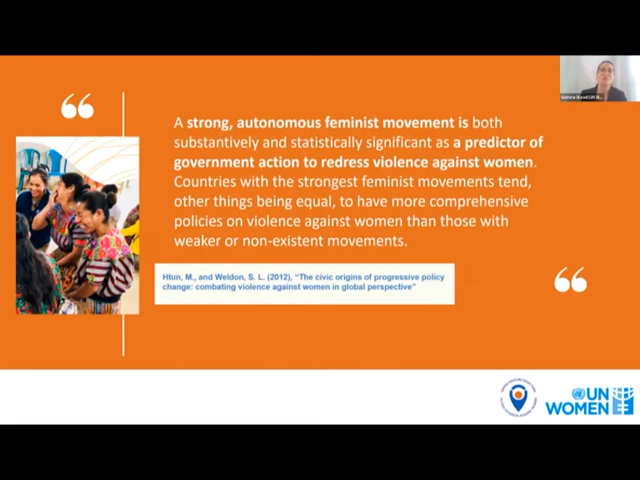 “
A strong, autonomous feminist movement is both
substantively and statistically significant as a predictor of
government action to redress violence against women.
Countries with the strongest feminist movements tend,
other things being equal, to have more comprehensive
policies on violence against women than those with
weaker or non-existent movements.
Htun, M., and Weldon, S. L. (2012), “The civic origins of progressive policy
change: combating violence against women in global perspective”
”
UN
WOMEN